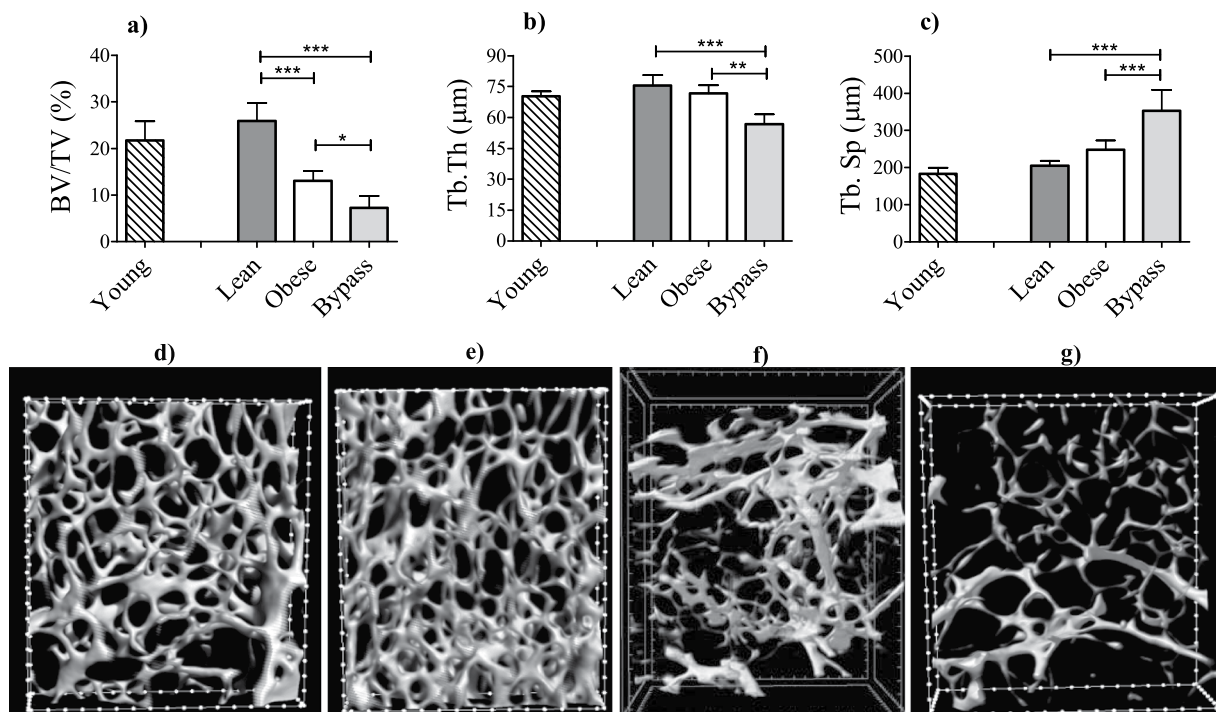 a)
BV/TV (%)
40
30
20
10
0
***
***
*
Young
Lean
Obese
Bypass
b)
Tb.Th (μm)
90
75
60
45
30
15
0
***
**
Young
Lean
Obese
Bypass
c)
Tb. Sp (μm)
500
400
300
200
100
0
***
***
Young
Lean
Obese
Bypass
d)
e)
f)
g)